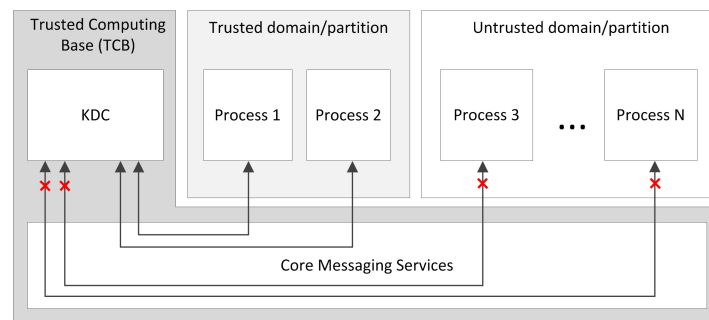 Trusted Computing
Base (TCB)
Trusted domain/partition
Untrusted domain/partition
KDC
Process 1
Process 2
Process 3
...
Process N
Core Messaging Services